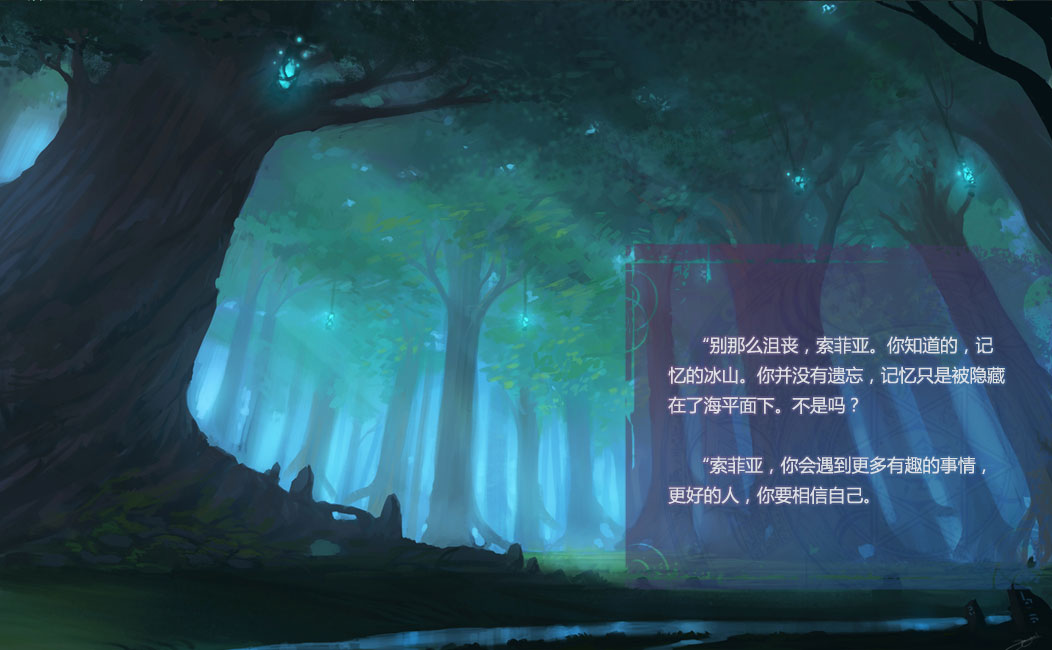 “别那么沮丧，索菲亚。你知道的，记
忆的冰山。你并没有遗忘，记忆只是被隐藏
在了海平面下。不是吗？
“索菲亚，你会遇到更多有趣的事情，
更好的人，你要相信自己。